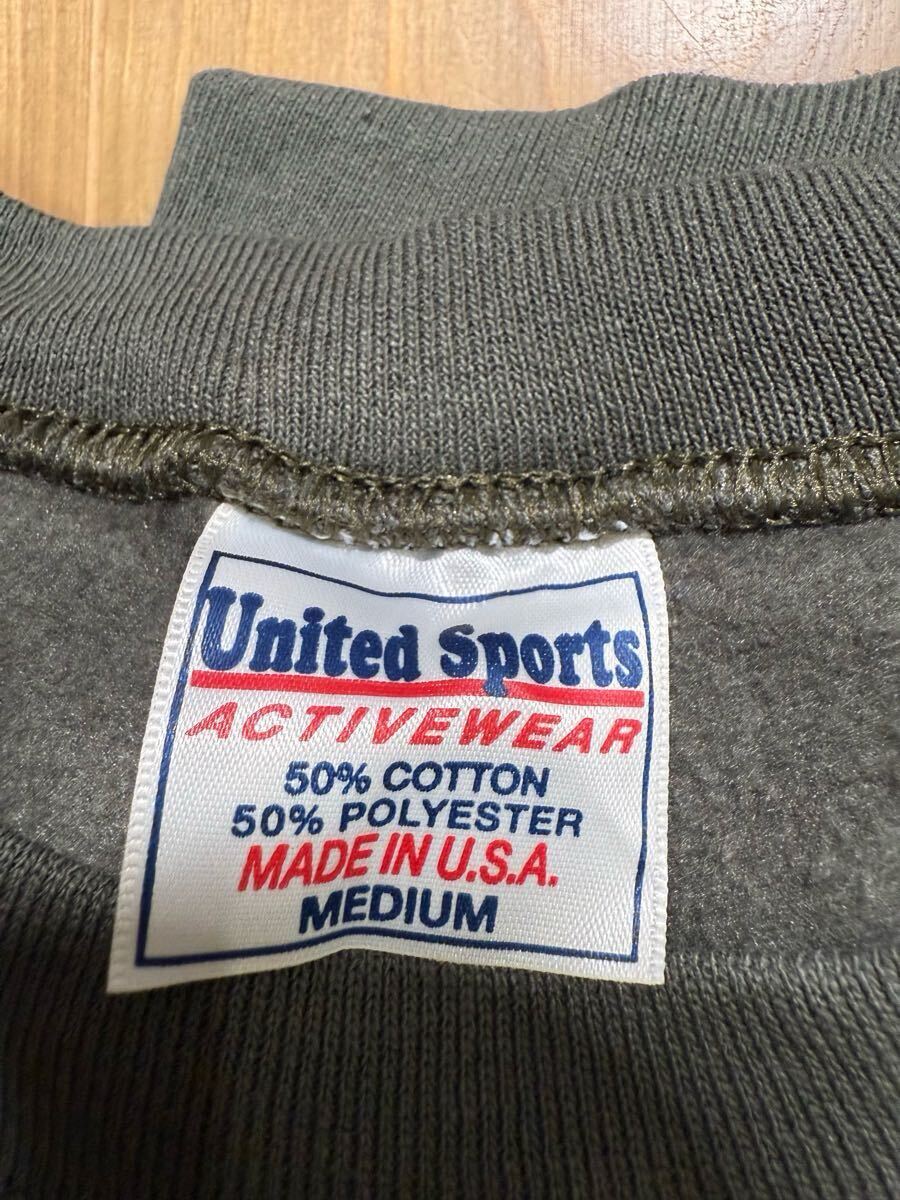 United Sports
ACTIVEWEAR
50% COTTON
50% POLYESTER
MADE IN U.S.A.
MEDIUM